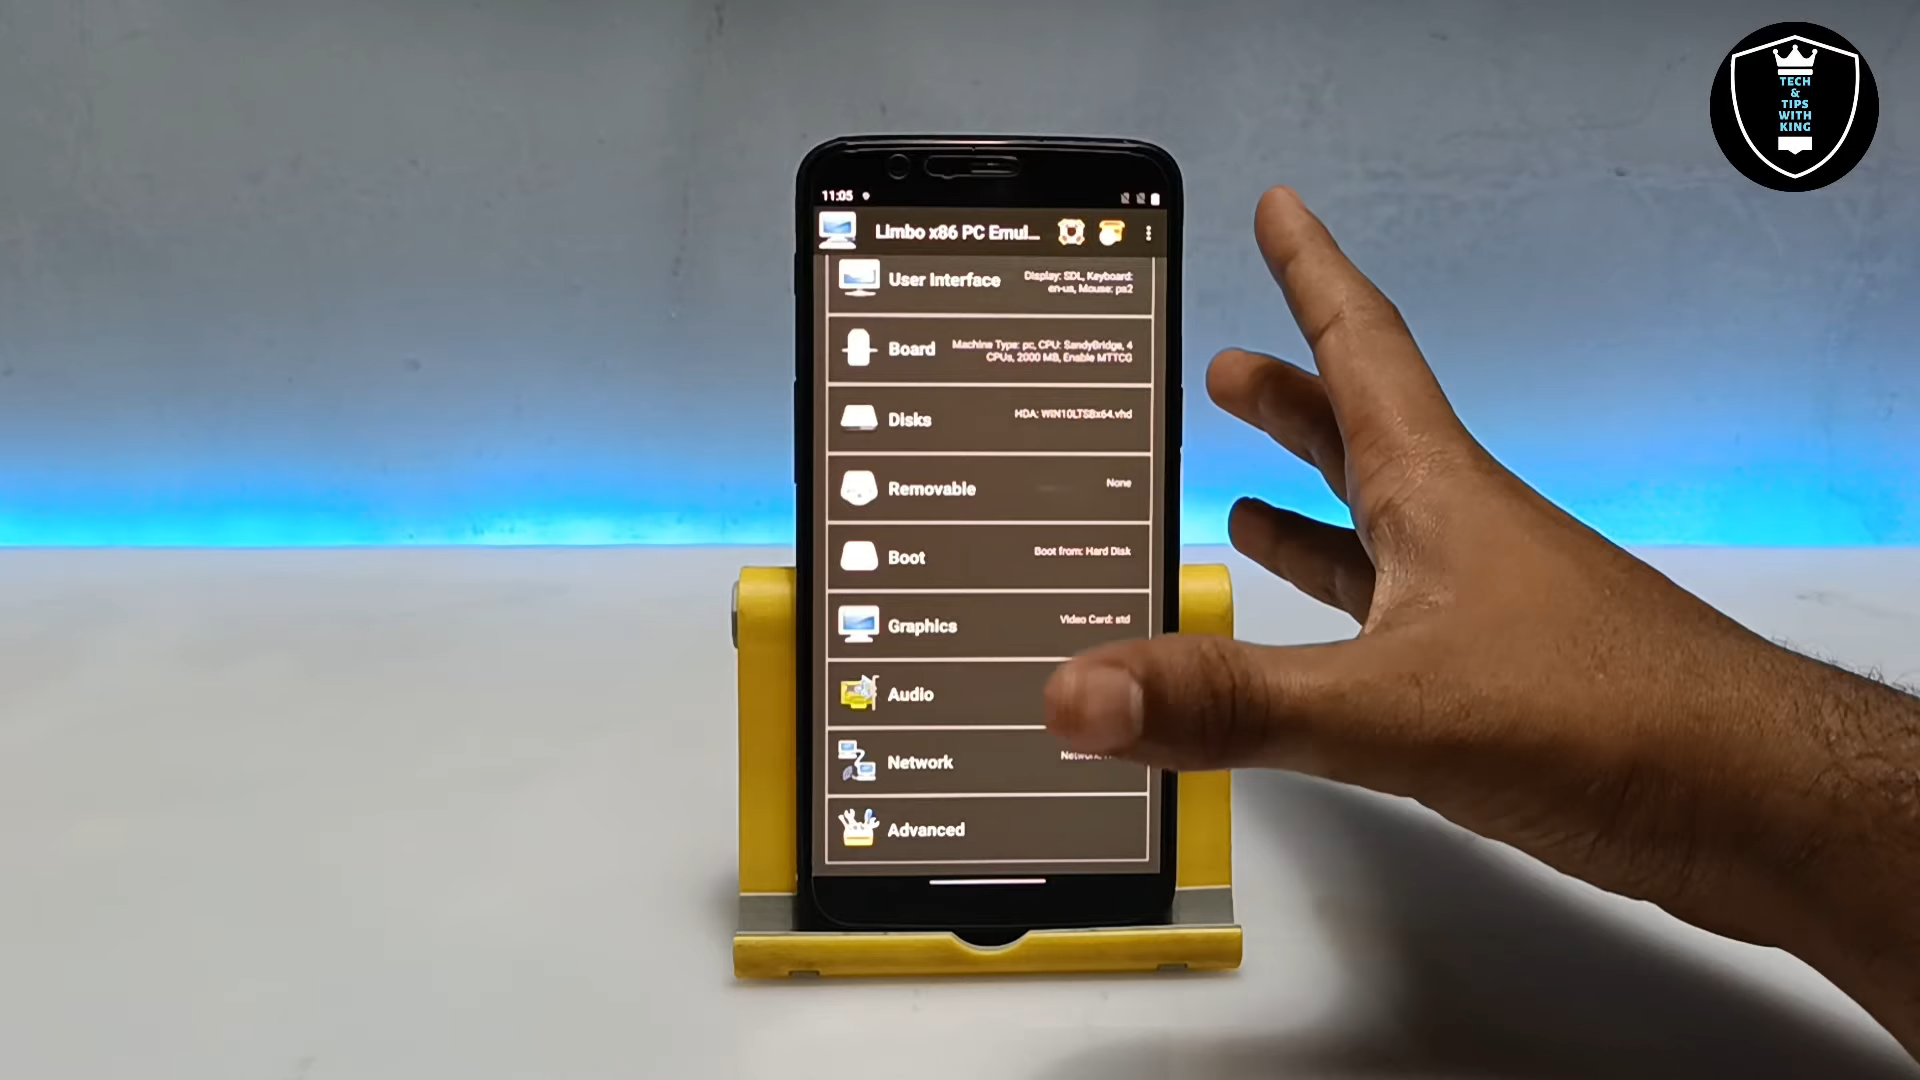 TECH
&
TIPS
WITH
KING
11:05
Limbo x86 PC Emul...
User Interface
Display: SDL, Keyboard:
en-us, Mouse: ps2
Board
Machine Type: pc, CPU: SandyBridge, 4
CPUs, 2000 MB, Enable MTTCG
Disks
HDA: WIN10LTSBx64.vhd
Removable
None
Boot
Boot from: Hard Disk
Graphics
Video Card: std
Audio
Network
Advanced